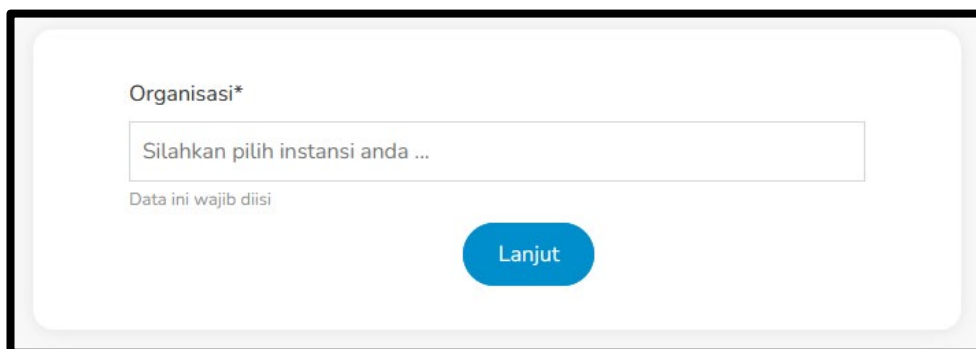 Organisasi*
Silahkan pilih instansi anda ...
Data ini wajib diisi
Lanjut